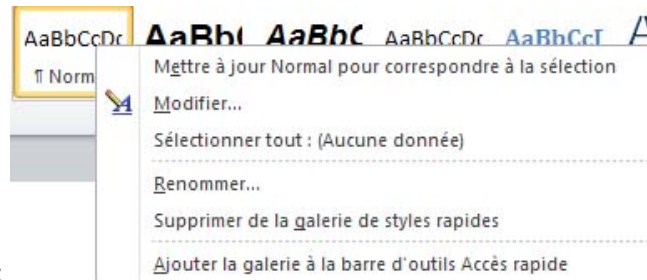 AaBbCcDc AaBb( AaBbC AaBbCcDc AaBbCcI
¶ Norm
Mettre à jour Normal pour correspondre à la sélection
Modifier...
Sélectionner tout : (Aucune donnée)
Renommer...
Supprimer de la galerie de styles rapides
Ajouter la galerie à la barre d'outils Accès rapide